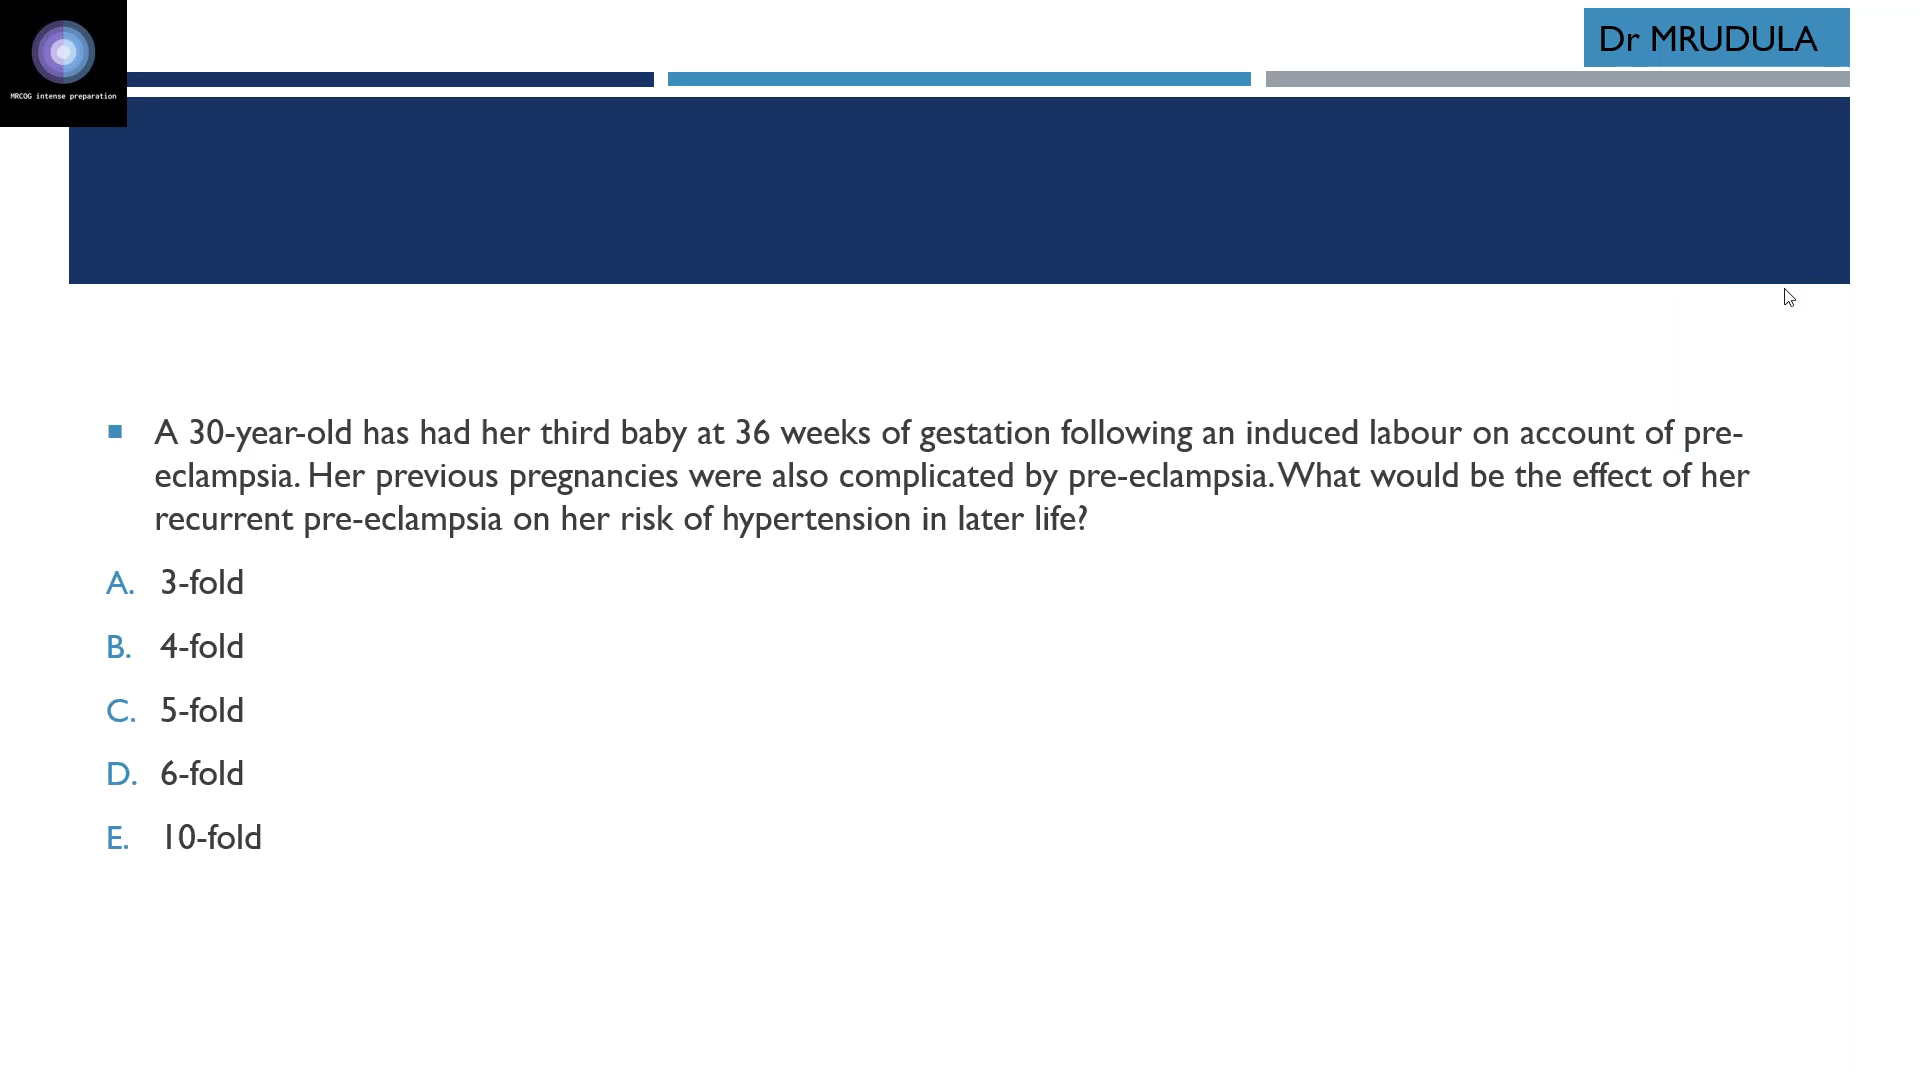 Dr MRUDULA
MRCOG intense preparation
A 30-year-old has had her third baby at 36 weeks of gestation following an induced labour on account of pre-
eclampsia. Her previous pregnancies were also complicated by pre-eclampsia. What would be the effect of her
recurrent pre-eclampsia on her risk of hypertension in later life?
A. 3-fold
B. 4-fold
C. 5-fold
D. 6-fold
E. 10-fold